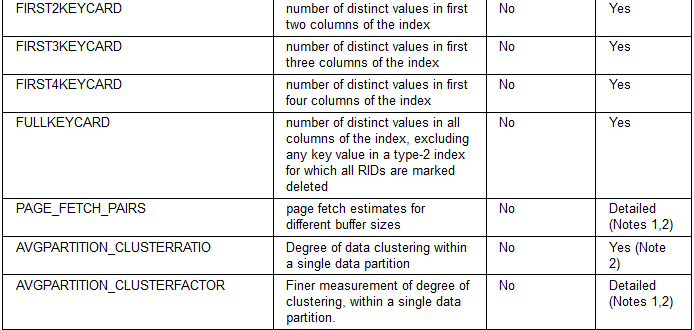 FIRST2KEYCARD number of distinct values in first No Yes
two columns of the index
FIRST3KEYCARD number of distinct values in first No Yes
three columns of the index
FIRST4KEYCARD number of distinct values in first No Yes
four columns of the index
FULLKEYCARD number of distinct values in all No Yes
columns of the index, excluding
any key value in a type-2 index
for which all RIDs are marked
deleted
PAGE_FETCH_PAIRS page fetch estimates for No Detailed
different buffer sizes (Notes 1,2)
AVGPARTITION_CLUSTERRATIO Degree of data clustering within No Yes (Note
a single data partition 2)
AVGPARTITION_CLUSTERFACTOR Finer measurement of degree of No Detailed
clustering, within a single data (Notes 1,2)
partition.